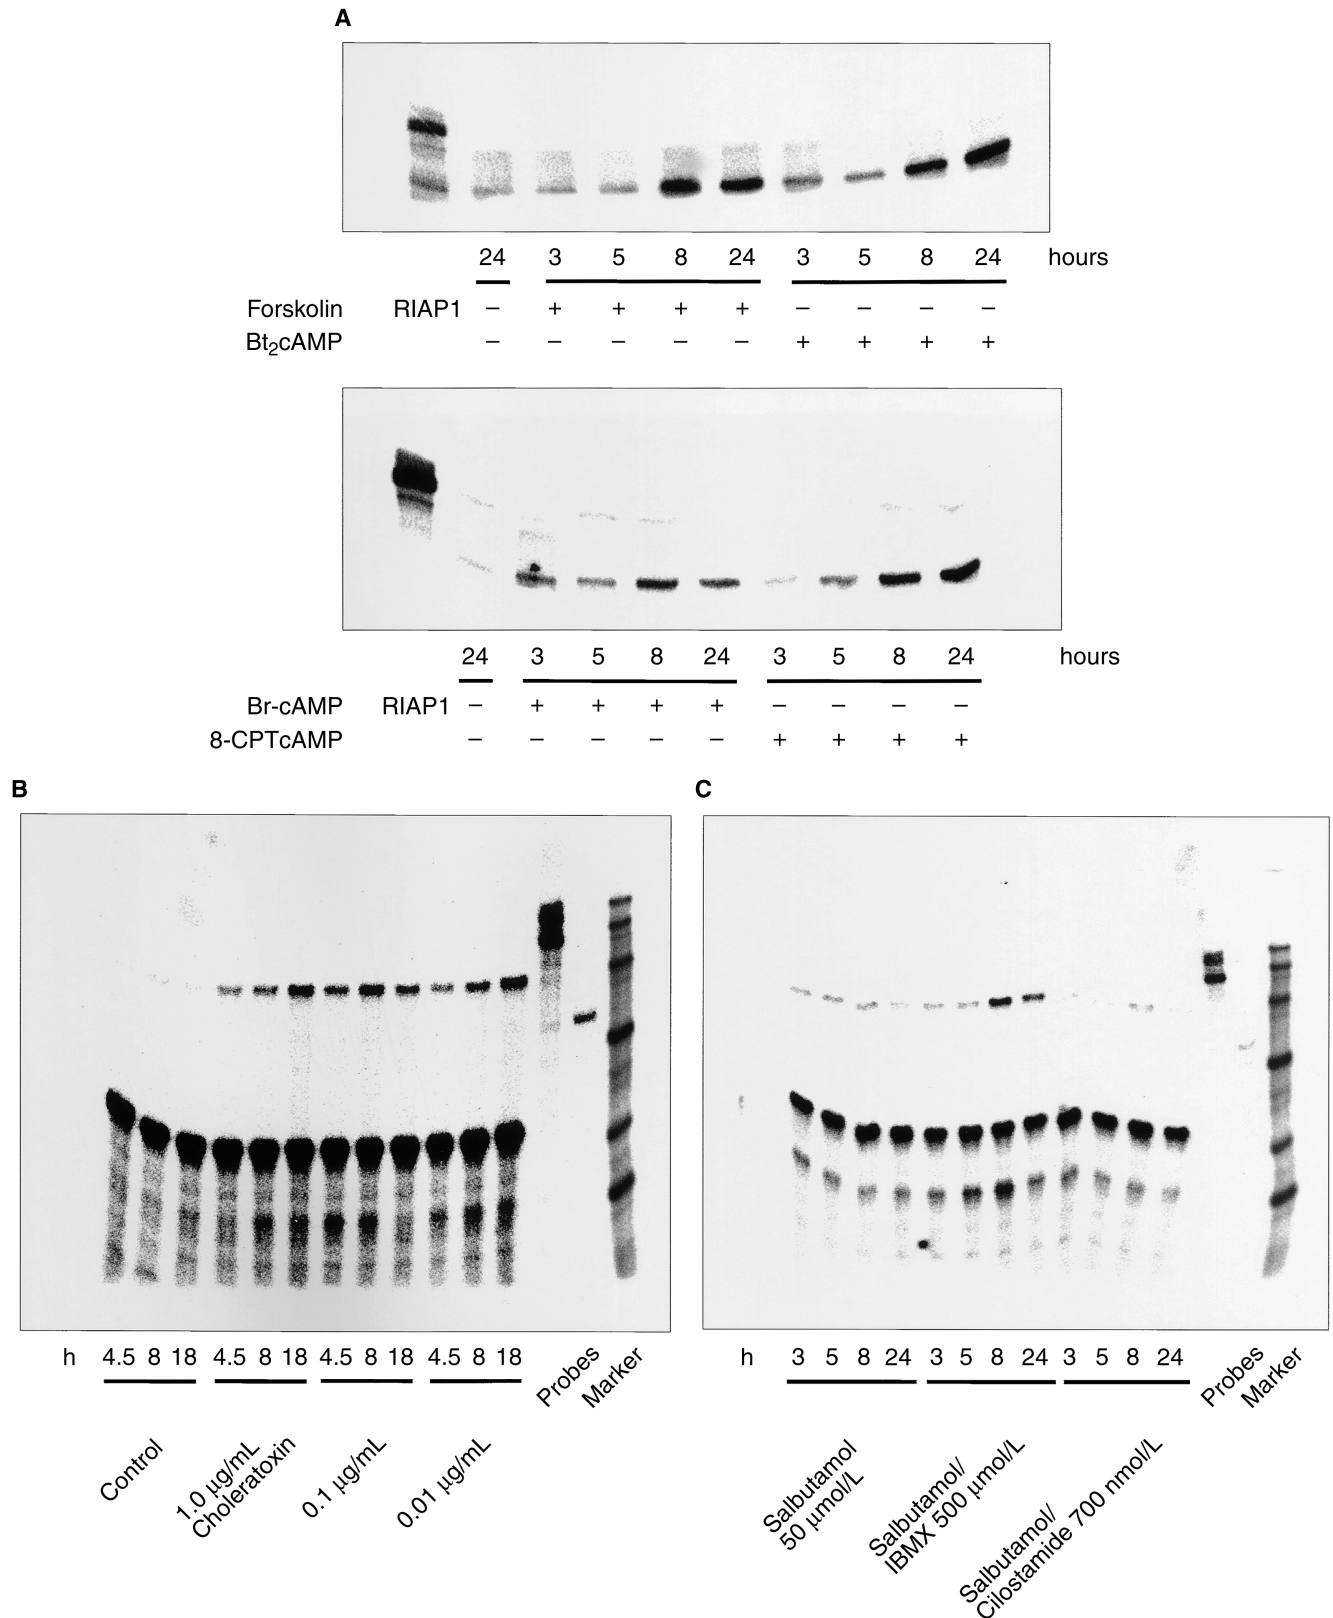 A
24 3 5 8 24 3 5 8 24 hours
Forskolin RIAP1 – + + + + – – – –
Bt2cAMP – – – – – + + + +
24 3 5 8 24 3 5 8 24 hours
Br-cAMP RIAP1 – + + + + – – – –
8-CPTcAMP – – – – – + + + +
B
h 4.5 8 18 4.5 8 18 4.5 8 18 4.5 8 18 Probes Marker
Control
1.0 µg/mL
Choleratoxin
0.1 µg/mL
0.01 µg/mL
C
h 3 5 8 24 3 5 8 24 3 5 8 24 Probes Marker
Salbutamol
50 µmol/L
Salbutamol/
IBMX 500 µmol/L
Salbutamol/
Cilostamide 700 nmol/L